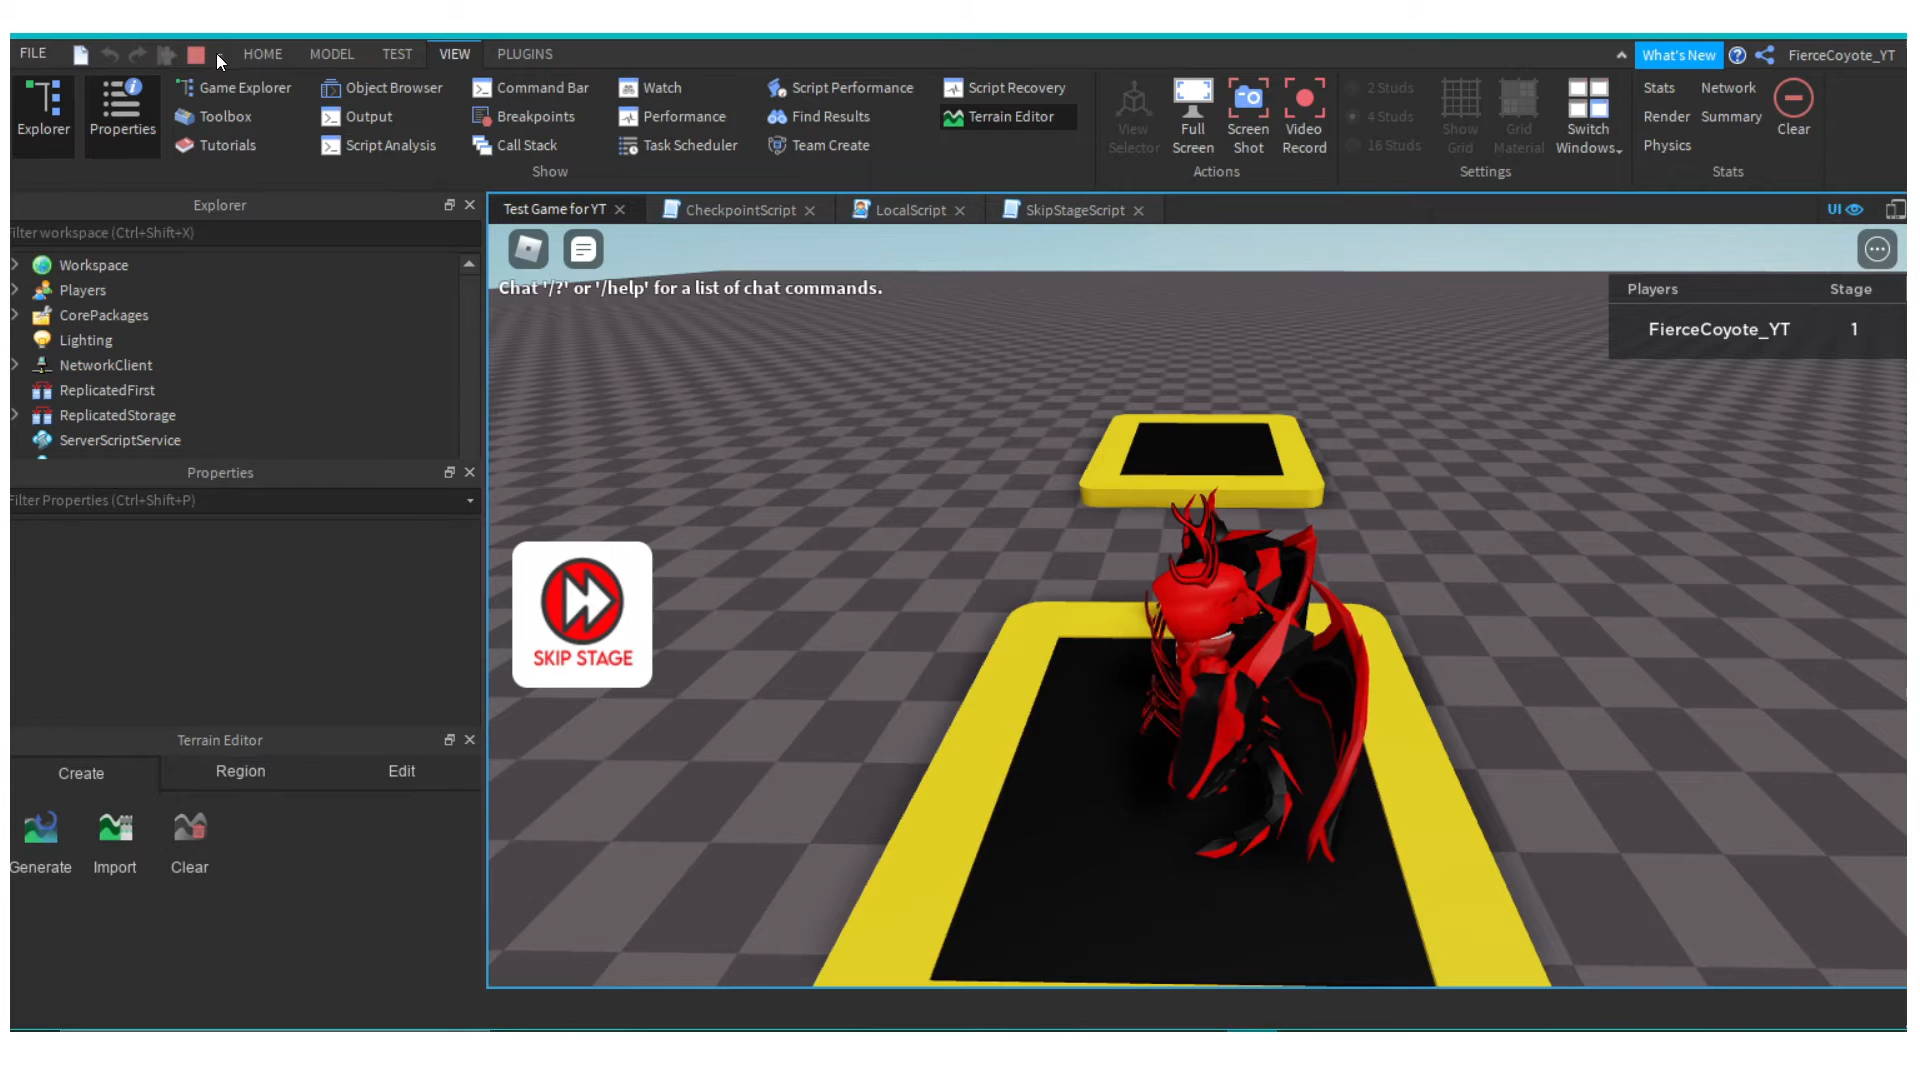 FILE HOME MODEL TEST VIEW PLUGINS What's New FierceCoyote_YT
Explorer
Properties
Game Explorer
Toolbox
Tutorials
Object Browser
Output
Script Analysis
Command Bar
Breakpoints
Call Stack
Watch
Performance
Task Scheduler
Script Performance
Find Results
Team Create
Script Recovery
Terrain Editor
Show
View
Selector
Full
Screen
Screen
Shot
Video
Record
Actions
2 Studs
4 Studs
16 Studs
Show
Grid
Grid
Material
Switch
Windows
Settings
Stats
Network
Render
Summary
Physics
Clear
Stats
Explorer
Filter workspace (Ctrl+Shift+X)
Workspace
Players
CorePackages
Lighting
NetworkClient
ReplicatedFirst
ReplicatedStorage
ServerScriptService
Properties
Filter Properties (Ctrl+Shift+P)
Terrain Editor
Create Region Edit
Generate Import Clear
Test Game for YT CheckpointScript LocalScript SkipStageScript UI
Chat '/?' or '/help' for a list of chat commands.
Players Stage
FierceCoyote_YT 1
SKIP STAGE